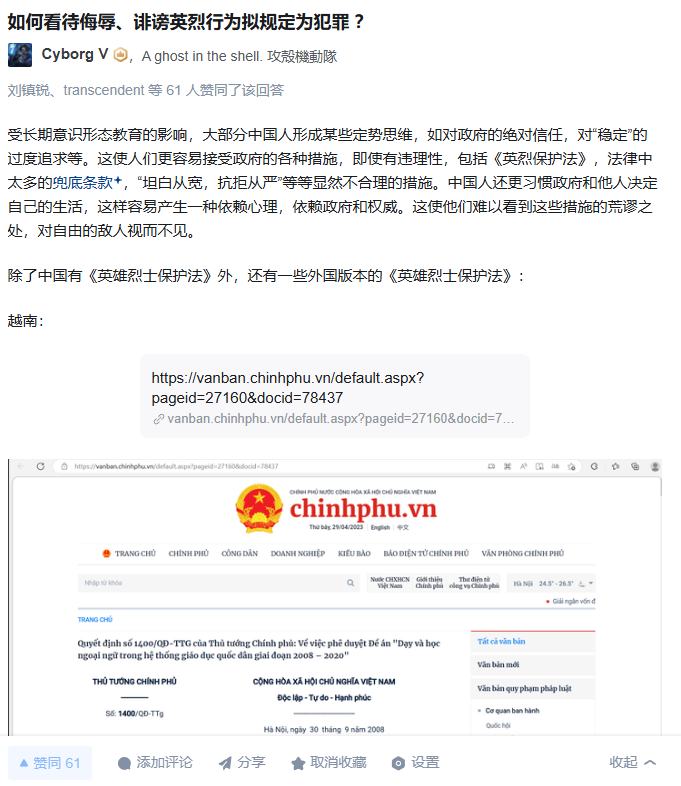 如何看待侮辱、诽谤英烈行为拟规定为犯罪？
Cyborg V，A ghost in the shell. 攻殻機動隊
刘镇锐、transcendent 等 61 人赞同了该回答
受长期意识形态教育的影响，大部分中国人形成某些定势思维，如对政府的绝对信任，对“稳定”的
过度追求等。这使人们更容易接受政府的各种措施，即使有违理性，包括《英烈保护法》，法律中
太多的兜底条款，“坦白从宽，抗拒从严”等等显然不合理的措施。中国人还更习惯政府和他人决定
自己的生活，这样容易产生一种依赖心理，依赖政府和权威。这使他们难以看到这些措施的荒谬之
处，对自由的敌人视而不见。
除了中国有《英雄烈士保护法》外，还有一些外国版本的《英雄烈士保护法》：
越南：
https://vanban.chinhphu.vn/default.aspx?
pageid=27160&docid=78437
vanban.chinhphu.vn/default.aspx?pageid=27160&docid=7...
https://vanban.chinhphu.vn/default.aspx?pageid=27160&docid=78437
CHÍNH PHỦ NƯỚC CỘNG HÒA XÃ HỘI CHỦ NGHĨA VIỆT NAM
chinhphu.vn
Thứ bảy, 29/04/2023 | English | 中文
TRANG CHỦ CHÍNH PHỦ CÔNG DÂN DOANH NGHIỆP KIỀU BÀO BÁO ĐIỆN TỬ CHÍNH PHỦ VĂN PHÒNG CHÍNH PHỦ
Nhập từ khóa
Nước CHXHCN Việt Nam
Giới thiệu Chính phủ
Thư điện tử công vụ Chính phủ
Hà Nội 24.5° - 26.5°
Giải ngân vốn đ
TRANG CHỦ
Quyết định số 1400/QĐ-TTG của Thủ tướng Chính phủ: Về việc phê duyệt Đề án "Dạy và học
ngoại ngữ trong hệ thống giáo dục quốc dân giai đoạn 2008 – 2020"
THỦ TƯỚNG CHÍNH PHỦ
CỘNG HÒA XÃ HỘI CHỦ NGHĨA VIỆT NAM
Độc lập - Tự do - Hạnh phúc
Số: 1400/QĐ-TTg
Hà Nội, ngày 30 tháng 9 năm 2008
Tất cả văn bản
Văn bản mới
Văn bản quy phạm pháp luật
Cơ quan ban hành
Quốc hội
赞同 61 添加评论 分享 取消收藏 设置 收起